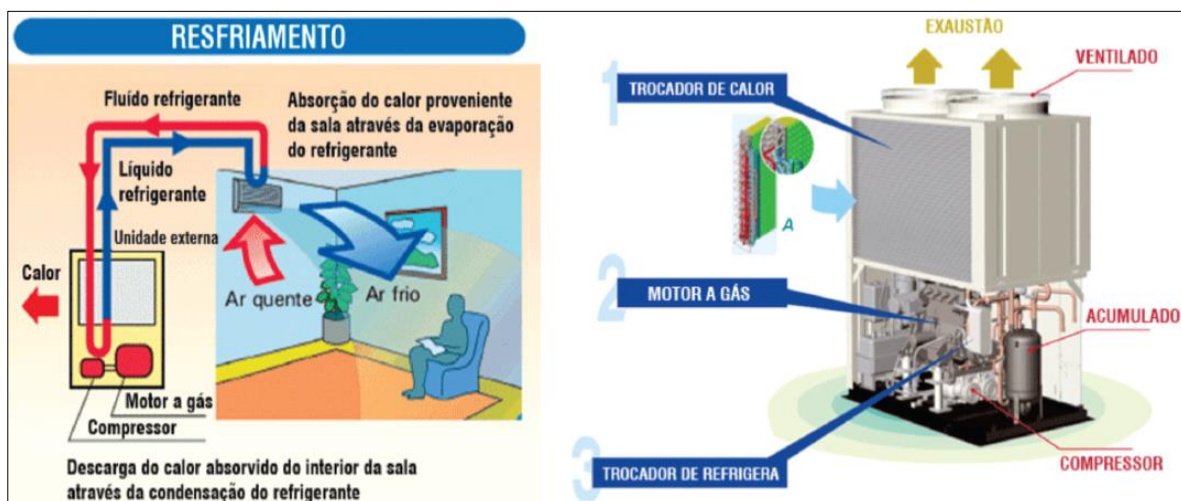 RESFRIAMENTO
Fluído refrigerante
Absorção do calor proveniente
da sala através da evaporação
do refrigerante
Líquido
refrigerante
Unidade externa
Calor
Ar quente
Ar frio
Motor a gás
Compressor
Descarga do calor absorvido do interior da sala
através da condensação do refrigerante
EXAUSTÃO
VENTILADO
1
TROCADOR DE CALOR
A
2
MOTOR A GÁS
ACUMULADO
3
TROCADOR DE REFRIGERA
COMPRESSOR